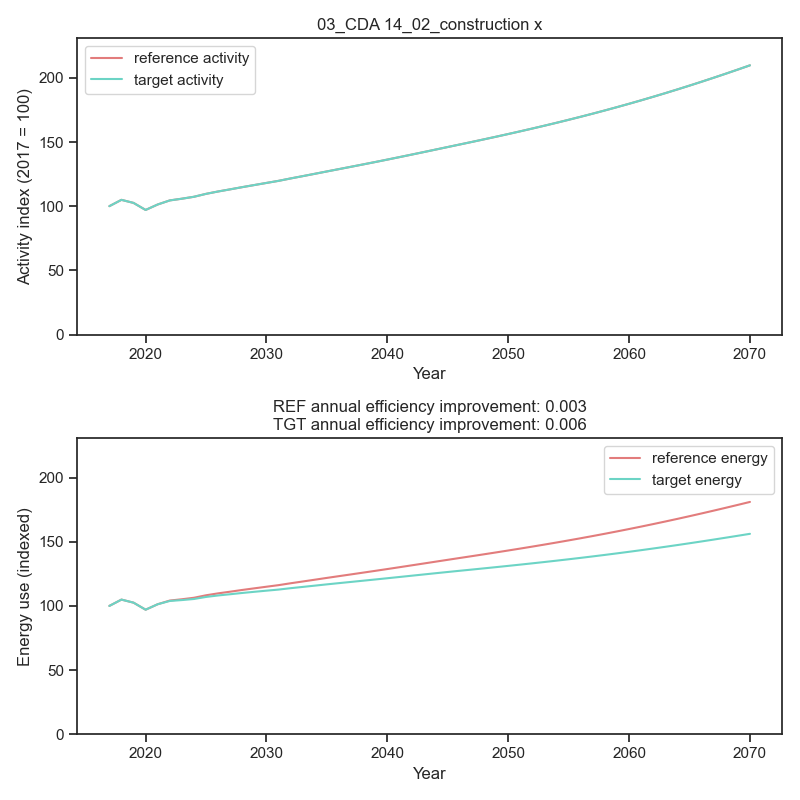 03_CDA 14_02_construction x
reference activity
target activity
Activity index (2017 = 100)
200
150
100
50
0
2020 2030 2040 2050 2060 2070
Year
REF annual efficiency improvement: 0.003
TGT annual efficiency improvement: 0.006
reference energy
target energy
Energy use (indexed)
200
150
100
50
0
2020 2030 2040 2050 2060 2070
Year